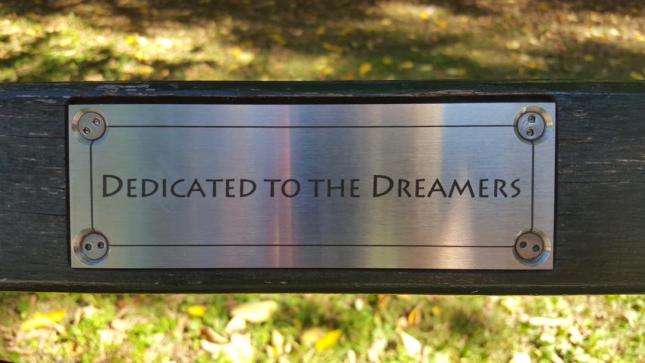 Dedicated to the Dreamers